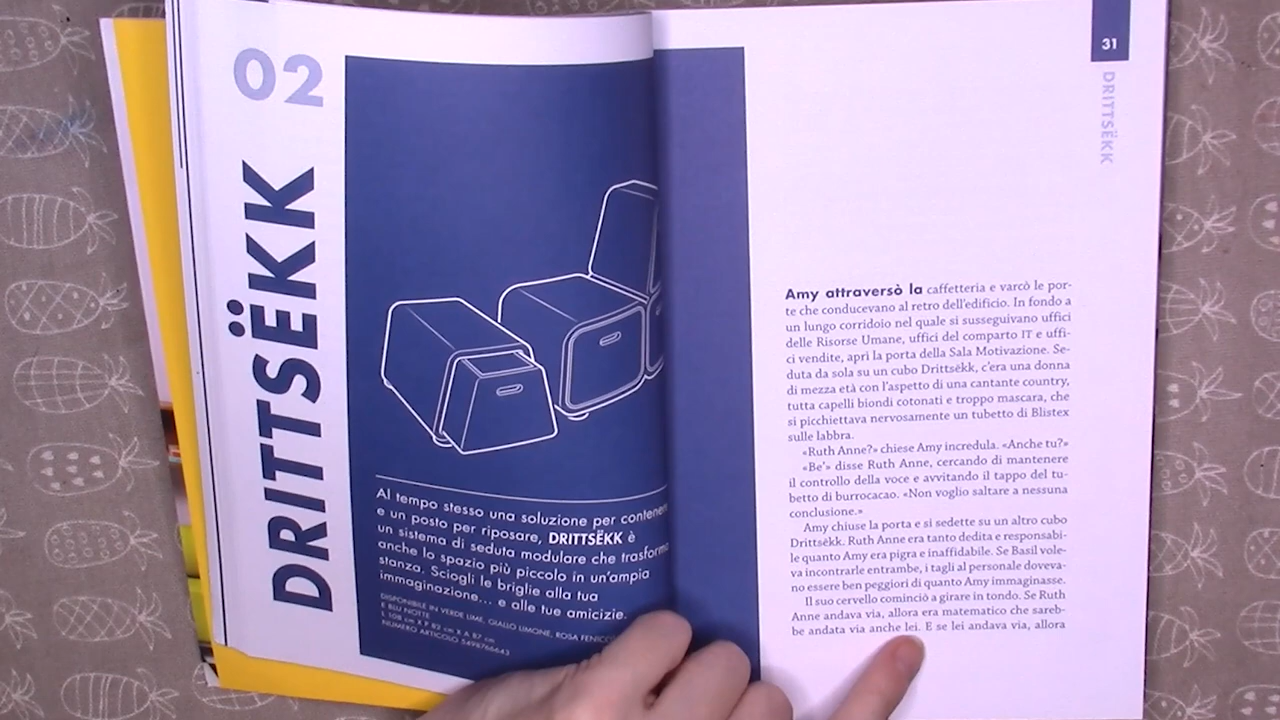 02
DRITTSËKK
Al tempo stesso una soluzione per contenere
e un posto per riposare, DRITTSËKK è
un sistema di seduta modulare che trasforma
anche lo spazio più piccolo in un'ampia
stanza. Sciogli le briglie alla tua
immaginazione... e alle tue amicizie.
DISPONIBILE IN VERDE LIME, GIALLO LIMONE, ROSA
E BLU NOTTE
L 108 cm X P 82 cm X A 87 cm
NUMERO ARTICOLO 5498766643
31
DRITTSËKK
Amy attraversò la caffetteria e varcò le por-
te che conducevano al retro dell'edificio. In fondo a
un lungo corridoio nel quale si susseguivano uffici
delle Risorse Umane, uffici del comparto IT e uffi-
ci vendite, aprì la porta della Sala Motivazione. Se-
duta da sola su un cubo Drittsëkk, c'era una donna
di mezza età con l'aspetto di una cantante country,
tutta capelli biondi cotonati e troppo mascara, che
si picchiettava nervosamente un tubetto di Blistex
sulle labbra.
«Ruth Anne?» chiese Amy incredula. «Anche tu?»
«Be'» disse Ruth Anne, cercando di mantenere
il controllo della voce e avvitando il tappo del tu-
betto di burrocacao. «Non voglio saltare a nessuna
conclusione.»
Amy chiuse la porta e si sedette su un altro cubo
Drittsëkk. Ruth Anne era tanto dedita e responsabi-
le quanto Amy era pigra e inaffidabile. Se Basil vole-
va incontrarle entrambe, i tagli al personale doveva-
no essere ben peggiori di quanto Amy immaginasse.
Il suo cervello cominciò a girare in tondo. Se Ruth
Anne andava via, allora era matematico che sareb-
be andata via anche lei. E se lei andava via, allora